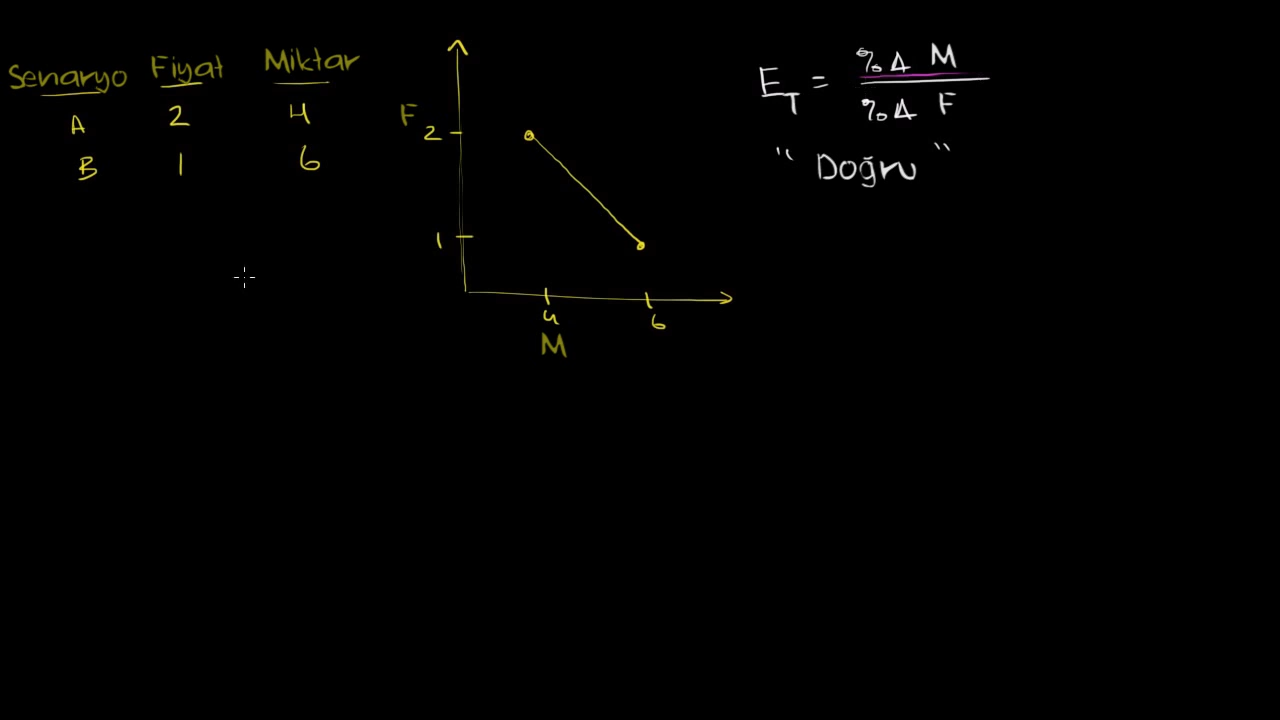 Senaryo Fiyat Miktar
A 2 4
B 1 6
F
2
1
4 6
M
E_T = %Δ M / %Δ F
" Doğru "